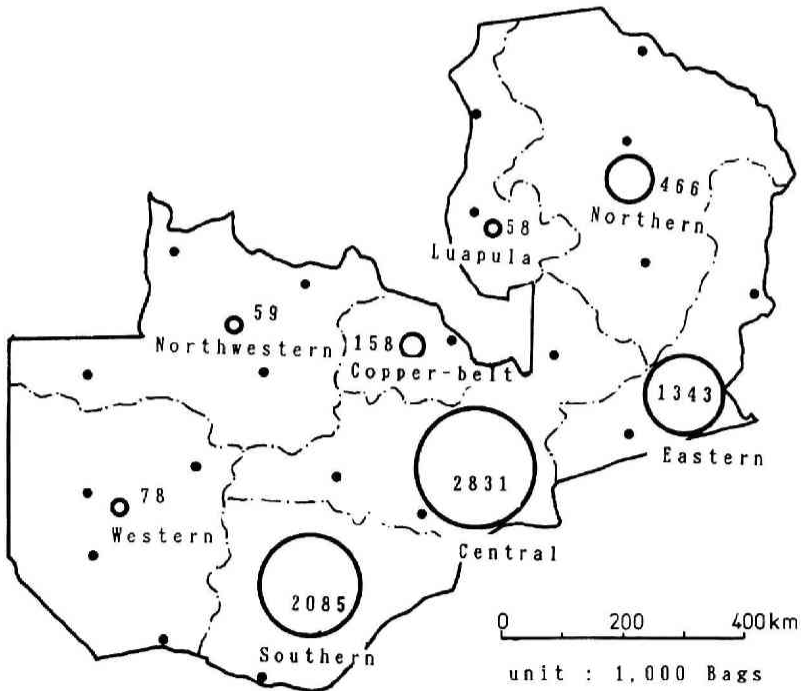 466
Northern
58
Luapula
59
Northwestern
158
Copper-belt
1343
Eastern
2831
Central
78
Western
2085
Southern
0 200 400km
unit : 1,000 Bags